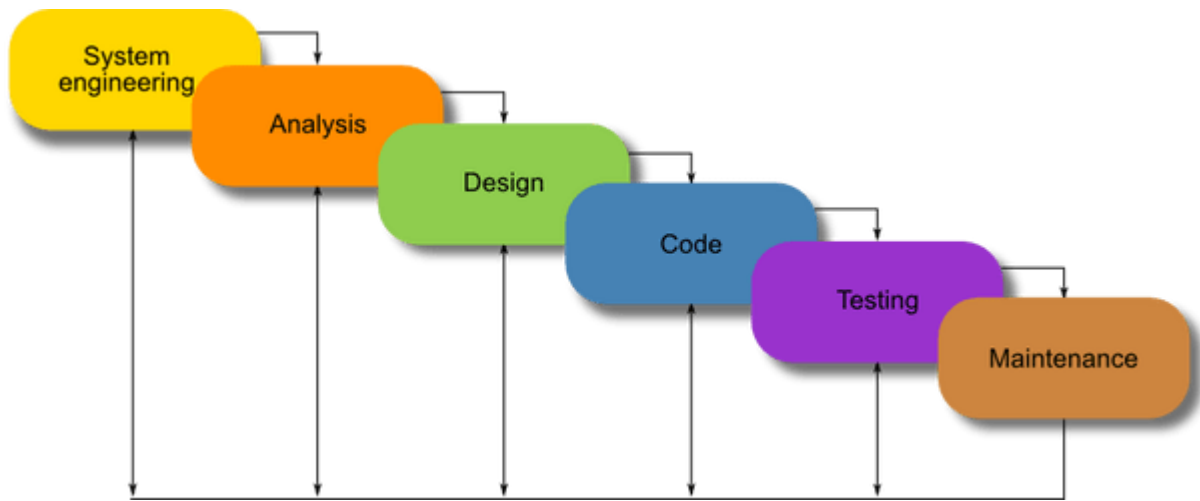 System
engineering
Analysis
Design
Code
Testing
Maintenance